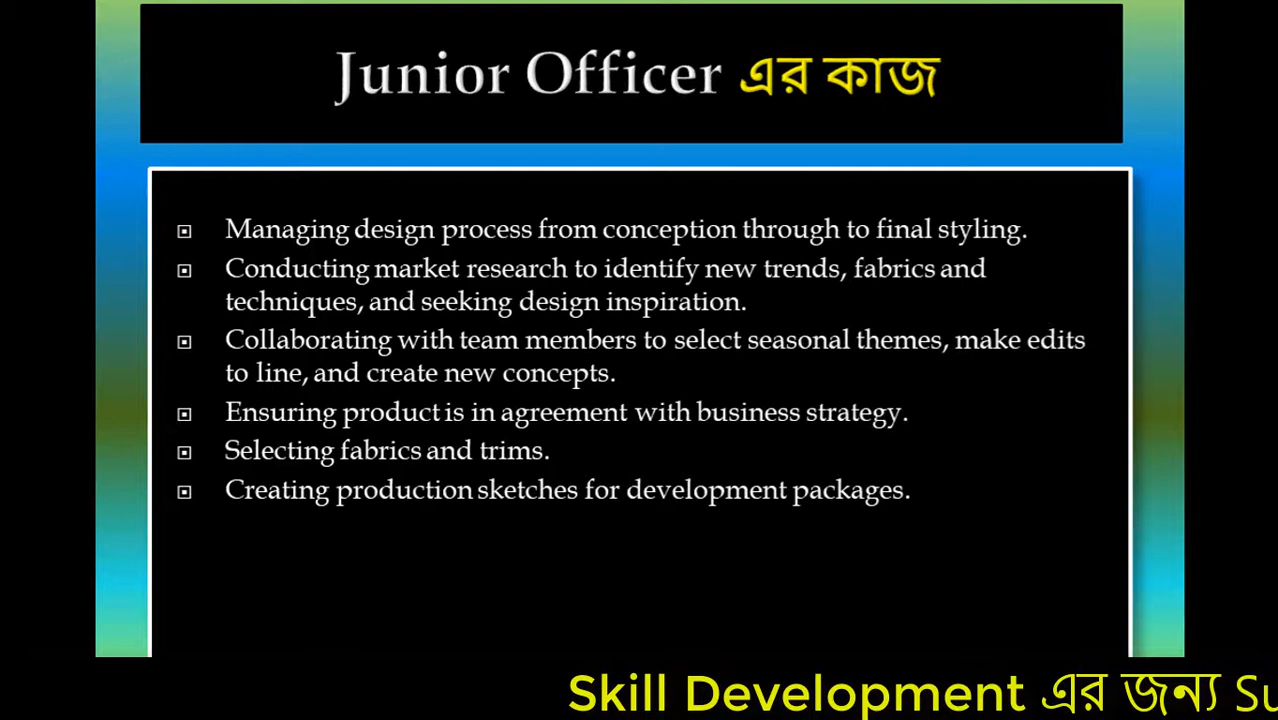 Junior Officer এর কাজ
Managing design process from conception through to final styling.
Conducting market research to identify new trends, fabrics and
techniques, and seeking design inspiration.
Collaborating with team members to select seasonal themes, make edits
to line, and create new concepts.
Ensuring product is in agreement with business strategy.
Selecting fabrics and trims.
Creating production sketches for development packages.
Skill Development এর জন্য